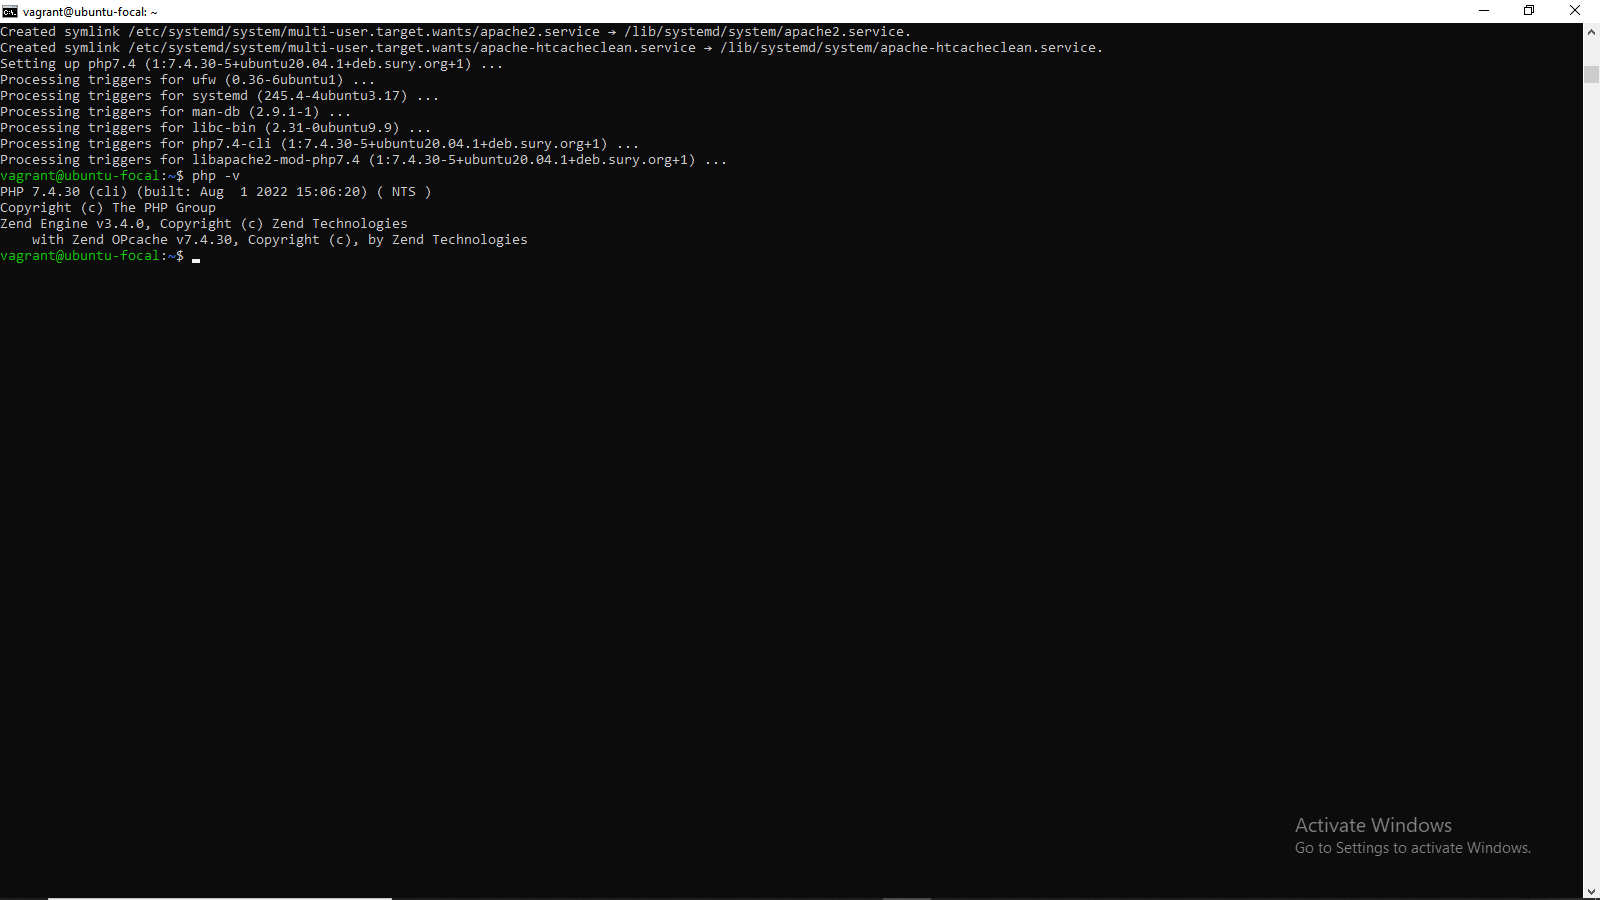 vagrant@ubuntu-focal: ~
Created symlink /etc/systemd/system/multi-user.target.wants/apache2.service → /lib/systemd/system/apache2.service.
Created symlink /etc/systemd/system/multi-user.target.wants/apache-htcacheclean.service → /lib/systemd/system/apache-htcacheclean.service.
Setting up php7.4 (1:7.4.30-5+ubuntu20.04.1+deb.sury.org+1) ...
Processing triggers for ufw (0.36-6ubuntu1) ...
Processing triggers for systemd (245.4-4ubuntu3.17) ...
Processing triggers for man-db (2.9.1-1) ...
Processing triggers for libc-bin (2.31-0ubuntu9.9) ...
Processing triggers for php7.4-cli (1:7.4.30-5+ubuntu20.04.1+deb.sury.org+1) ...
Processing triggers for libapache2-mod-php7.4 (1:7.4.30-5+ubuntu20.04.1+deb.sury.org+1) ...
vagrant@ubuntu-focal:~$ php -v
PHP 7.4.30 (cli) (built: Aug  1 2022 15:06:20) ( NTS )
Copyright (c) The PHP Group
Zend Engine v3.4.0, Copyright (c) Zend Technologies
    with Zend OPcache v7.4.30, Copyright (c), by Zend Technologies
vagrant@ubuntu-focal:~$
Activate Windows
Go to Settings to activate Windows.